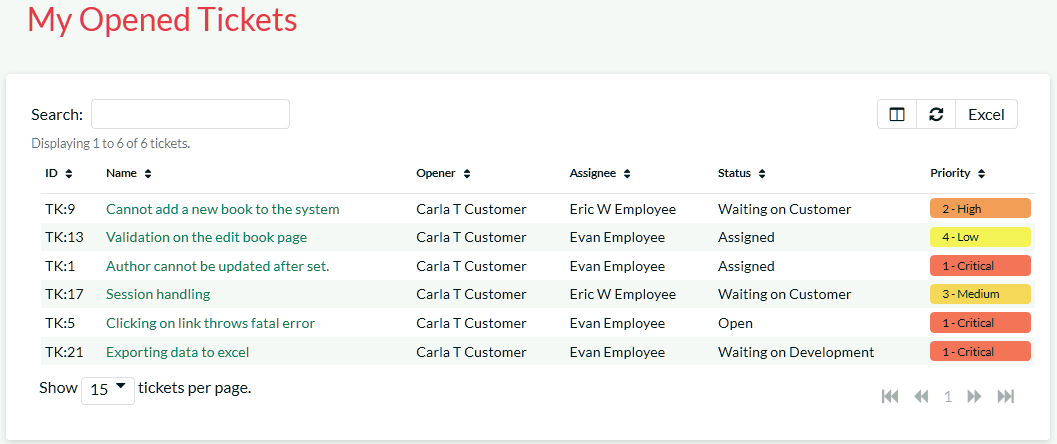 My Opened Tickets
Search: Excel
Displaying 1 to 6 of 6 tickets.
ID Name Opener Assignee Status Priority
TK:9 Cannot add a new book to the system Carla T Customer Eric W Employee Waiting on Customer 2 - High
TK:13 Validation on the edit book page Carla T Customer Evan Employee Assigned 4 - Low
TK:1 Author cannot be updated after set. Carla T Customer Evan Employee Assigned 1 - Critical
TK:17 Session handling Carla T Customer Eric W Employee Waiting on Customer 3 - Medium
TK:5 Clicking on link throws fatal error Carla T Customer Evan Employee Open 1 - Critical
TK:21 Exporting data to excel Carla T Customer Evan Employee Waiting on Development 1 - Critical
Show 15 tickets per page.
1